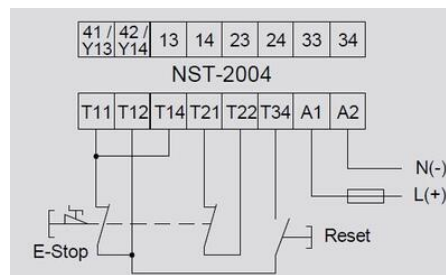 41 / Y13 42 / Y14 13 14 23 24 33 34
NST-2004
T11 T12 T14 T21 T22 T34 A1 A2
N(-)
L(+)
E-Stop
Reset